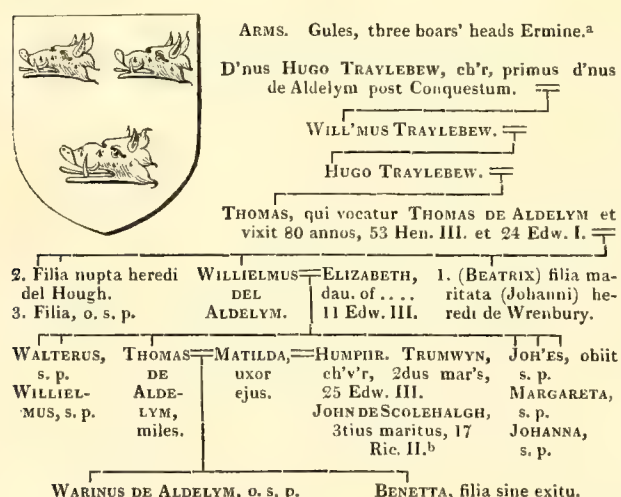 ARMS. Gules, three boars' heads Ermine.ᵃ
D'nus HUGO TRAYLEBEW, ch'r, primus d'nus
de Aldelym post Conquestum.
WILL'MUS TRAYLEBEW.
HUGO TRAYLEBEW.
THOMAS, qui vocatur THOMAS DE ALDELYM et
vixit 80 annos, 53 Hen. III. et 24 Edw. I.
2. Filia nupta heredi
del Hough.
3. Filia, o. s. p.
WILLIELMUS
DEL
ALDELYM.
ELIZABETH,
dau. of ....
11 Edw. III.
1. (BEATRIX) filia ma-
ritata (Johanni) he-
redi de Wrenbury.
WALTERUS,
s. p.
WILLIEL-
MUS, s. p.
THOMAS
DE
ALDE-
LYM,
miles.
MATILDA,
uxor
ejus.
HUMPHR. TRUMWYN,
ch'v'r, 2dus mar's,
25 Edw. III.
JOHN DE SCOLEHALGH,
3tius maritus, 17
Ric. II.ᵇ
JOH'ES, obiit
s. p.
MARGARETA,
s. p.
JOHANNA,
s. p.
WARINUS DE ALDELYM, o. s. p.
BENETTA, filia sine exitu.